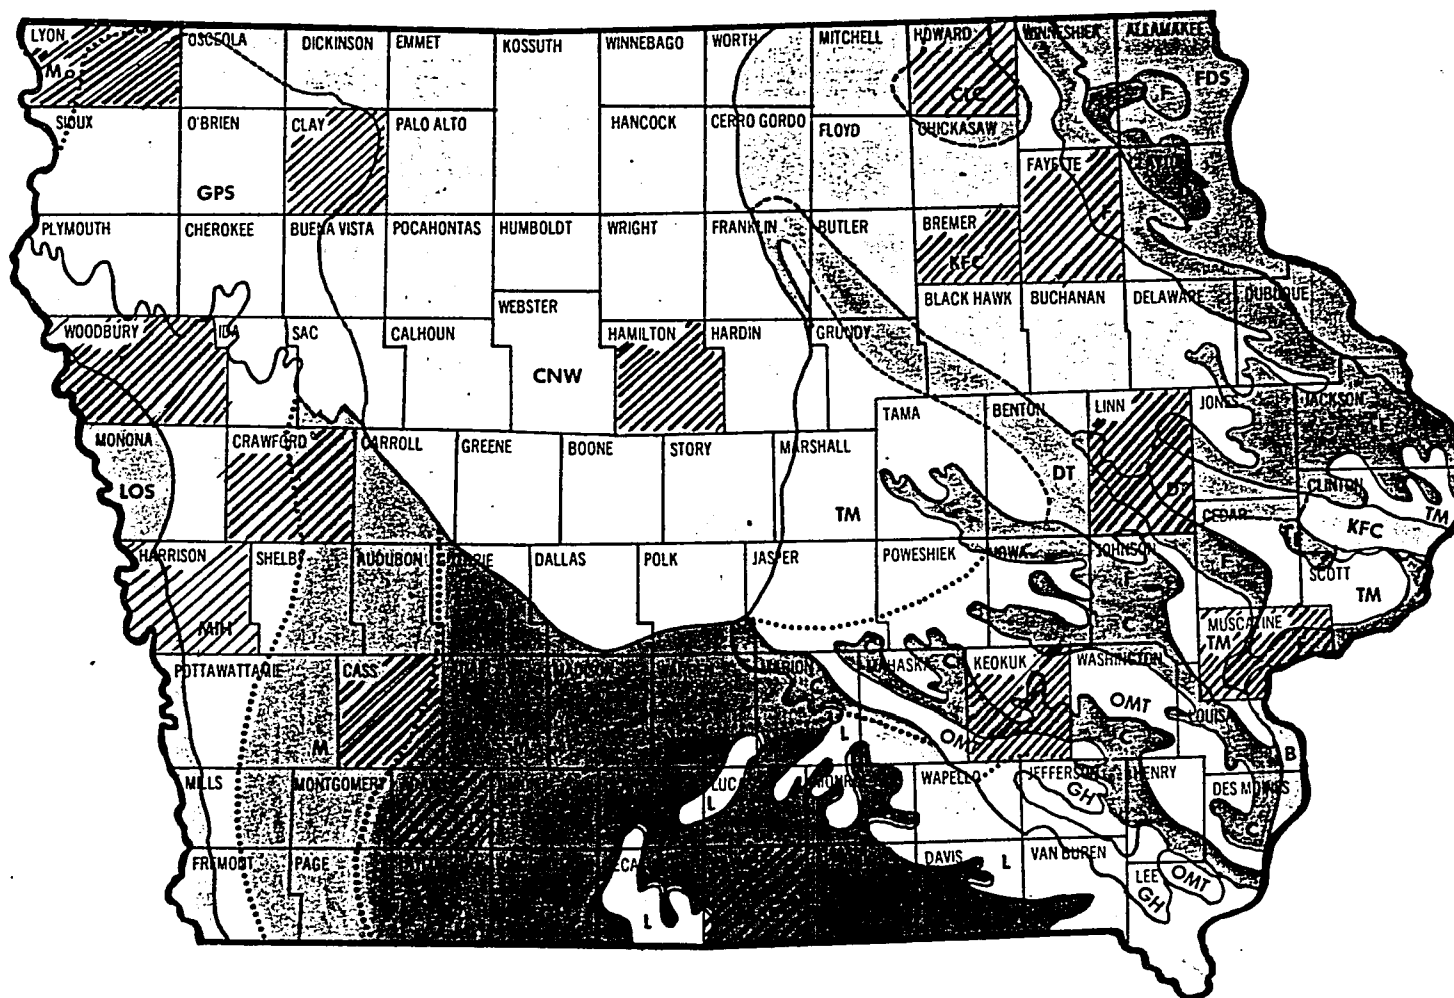 LYON
OSCEOLA
DICKINSON
EMMET
KOSSUTH
WINNEBAGO
WORTH
MITCHELL
HOWARD
WINNESHIEK
ALLAMAKEE
M
CLC
F
FDS
SIOUX
O'BRIEN
CLAY
PALO ALTO
HANCOCK
CERRO GORDO
FLOYD
CHICKASAW
FAYETTE
CLAYTON
GPS
F
PLYMOUTH
CHEROKEE
BUENA VISTA
POCAHONTAS
HUMBOLDT
WRIGHT
FRANKLIN
BUTLER
BREMER
KFC
WEBSTER
BLACK HAWK
BUCHANAN
DELAWARE
DUBUQUE
WOODBURY
IDA
SAC
CALHOUN
HAMILTON
HARDIN
GRUNDY
CNW
TAMA
BENTON
LINN
JONES
JACKSON
MONONA
CRAWFORD
CARROLL
GREENE
BOONE
STORY
MARSHALL
LOS
DT
DT
F
CLINTON
TM
TM
CEDAR
KFC
HARRISON
SHELBY
AUDUBON
DALLAS
POLK
JASPER
POWESHIEK
IOWA
JOHNSON
F
F
SCOTT
TM
MIH
C
MUSCATINE
TM
POTTAWATTAMIE
CASS
MARION
MAHASKA
C
KEOKUK
WASHINGTON
C
OMT
LOUISA
M
L
OMT
C
B
MILLS
MONTGOMERY
L
WAPELLO
JEFFERSON
HENRY
GH
DES MOINES
C
FREMONT
PAGE
DAVIS
L
VAN BUREN
LEE
OMT
GH
L